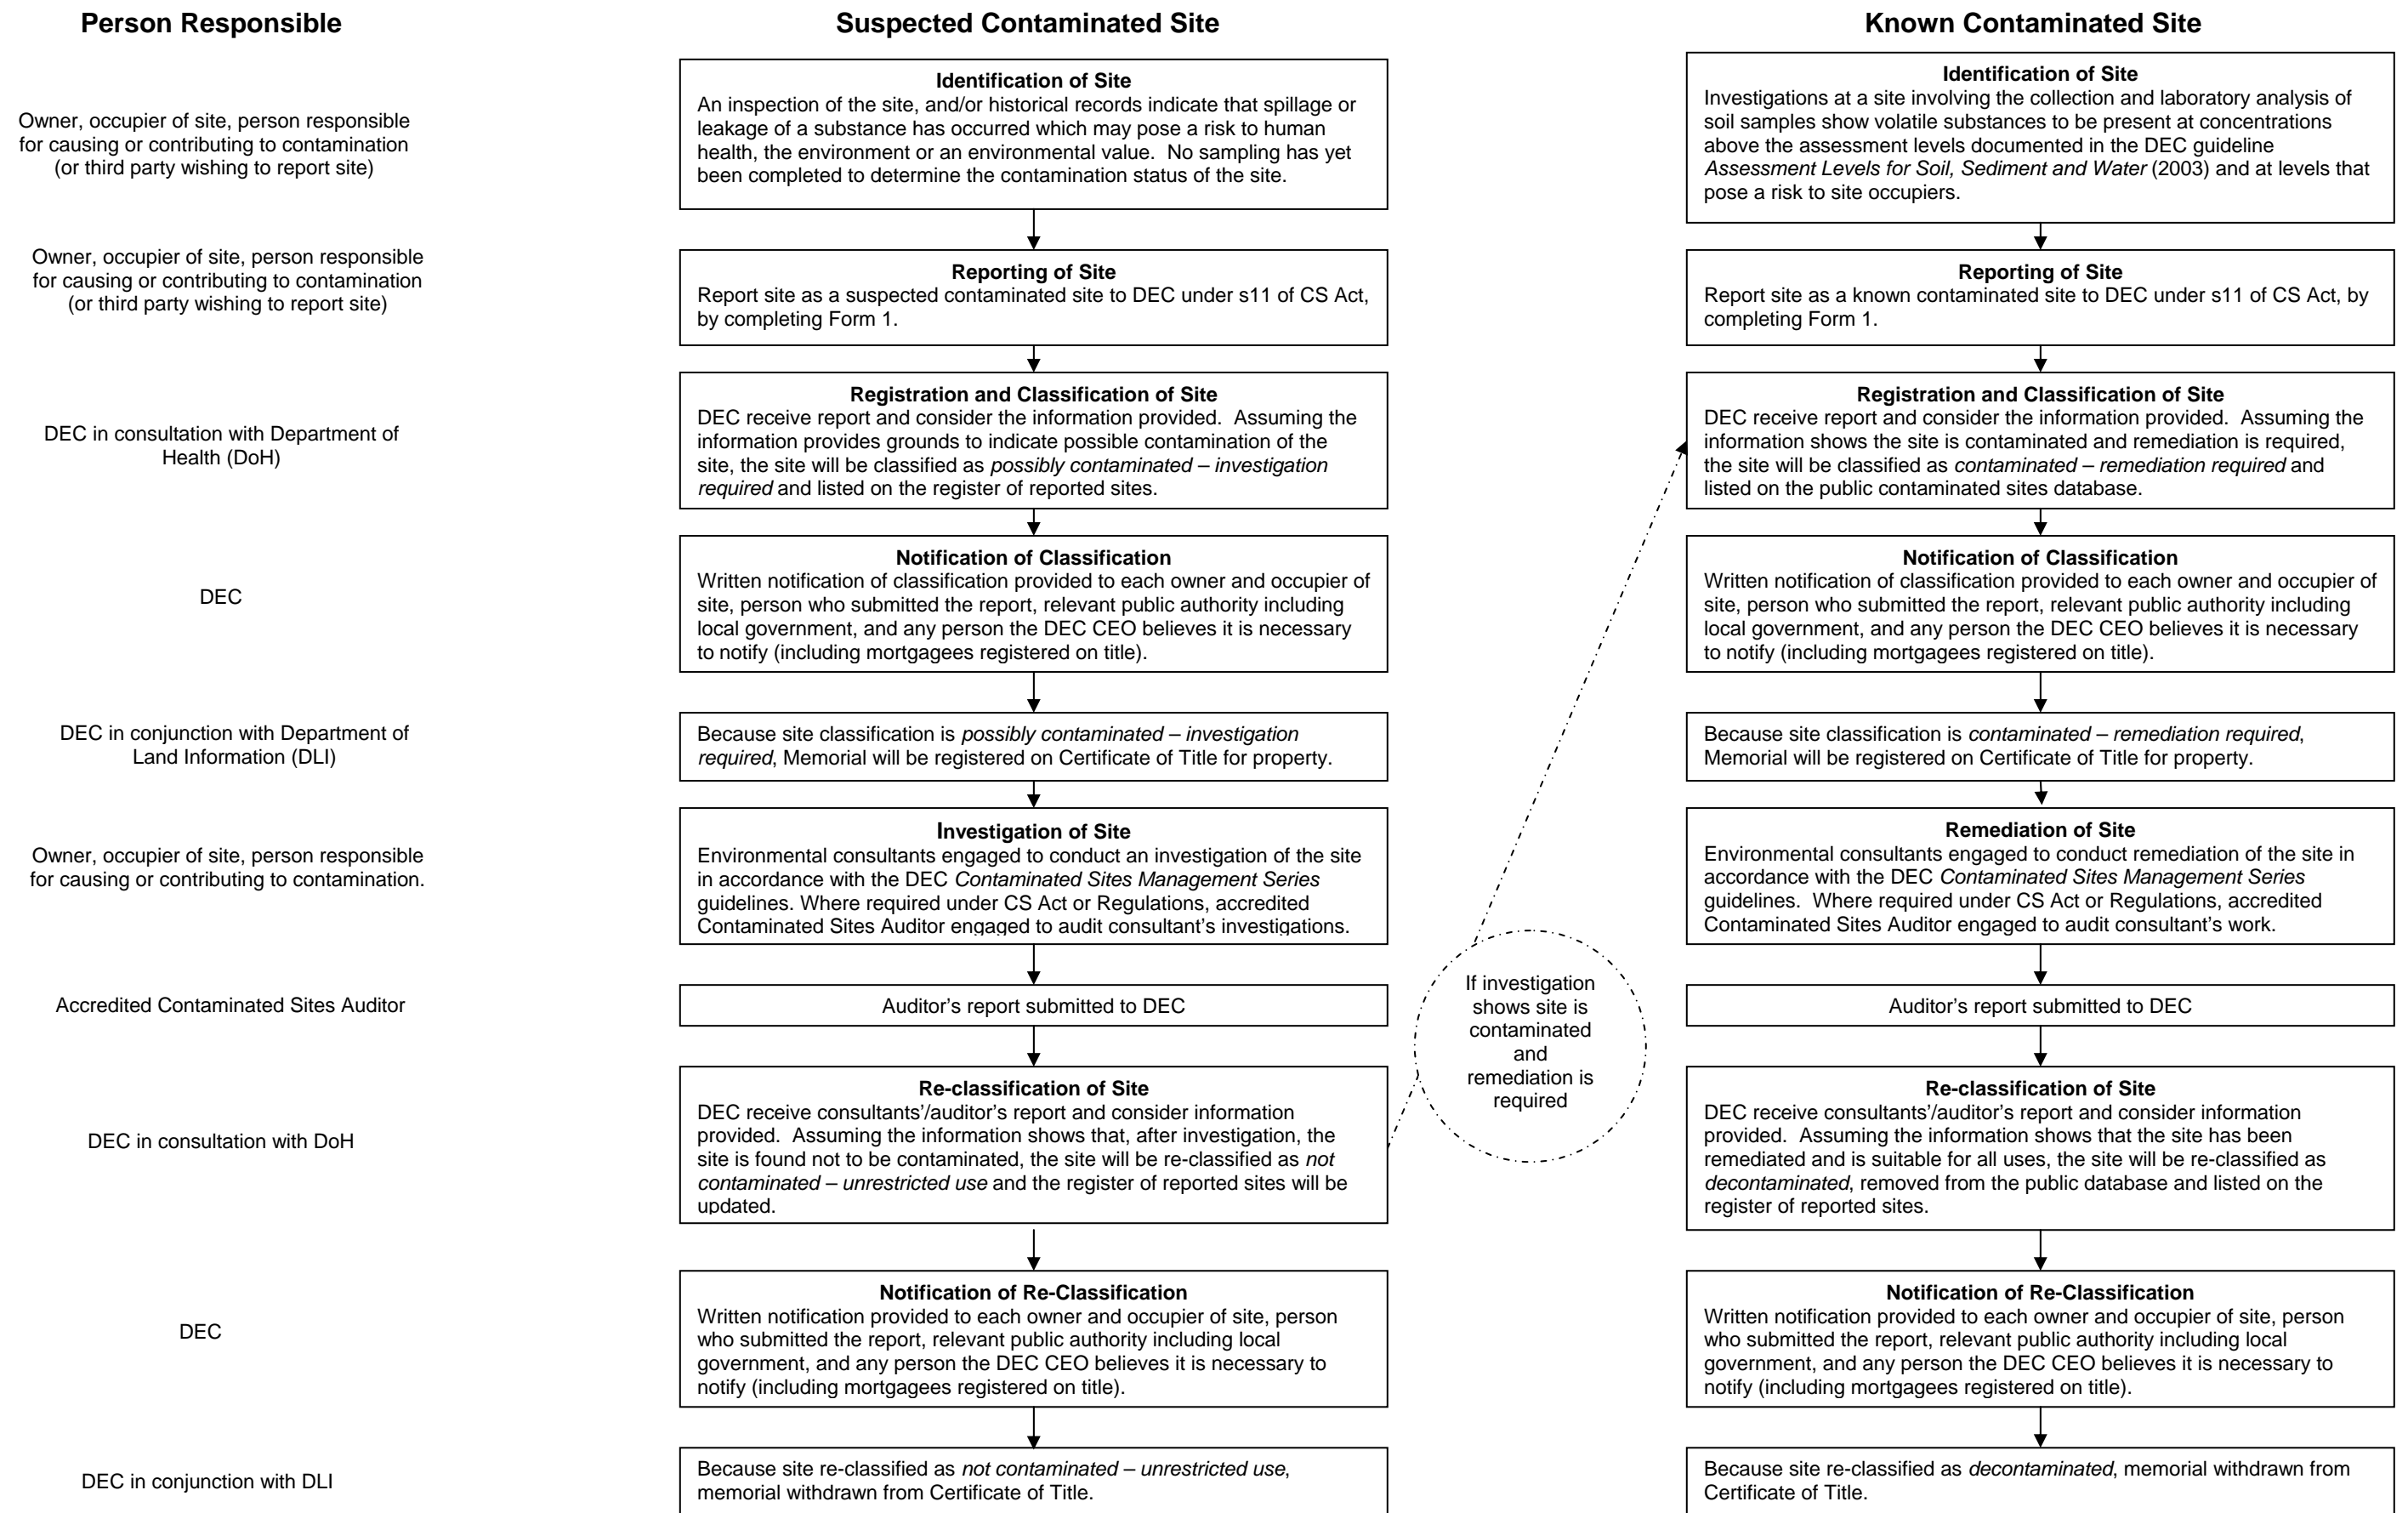 Person Responsible
Suspected Contaminated Site
Known Contaminated Site
Owner, occupier of site, person responsible
for causing or contributing to contamination
(or third party wishing to report site)
Identification of Site
An inspection of the site, and/or historical records indicate that spillage or
leakage of a substance has occurred which may pose a risk to human
health, the environment or an environmental value. No sampling has yet
been completed to determine the contamination status of the site.
Identification of Site
Investigations at a site involving the collection and laboratory analysis of
soil samples show volatile substances to be present at concentrations
above the assessment levels documented in the DEC guideline
Assessment Levels for Soil, Sediment and Water (2003) and at levels that
pose a risk to site occupiers.
Owner, occupier of site, person responsible
for causing or contributing to contamination
(or third party wishing to report site)
Reporting of Site
Report site as a suspected contaminated site to DEC under s11 of CS Act,
by completing Form 1.
Reporting of Site
Report site as a known contaminated site to DEC under s11 of CS Act, by
completing Form 1.
DEC in consultation with Department of
Health (DoH)
Registration and Classification of Site
DEC receive report and consider the information provided. Assuming the
information provides grounds to indicate possible contamination of the
site, the site will be classified as possibly contaminated – investigation
required and listed on the register of reported sites.
Registration and Classification of Site
DEC receive report and consider the information provided. Assuming the
information shows the site is contaminated and remediation is required,
the site will be classified as contaminated – remediation required and
listed on the public contaminated sites database.
DEC
Notification of Classification
Written notification of classification provided to each owner and occupier of
site, person who submitted the report, relevant public authority including
local government, and any person the DEC CEO believes it is necessary
to notify (including mortgagees registered on title).
Notification of Classification
Written notification of classification provided to each owner and occupier of
site, person who submitted the report, relevant public authority including
local government, and any person the DEC CEO believes it is necessary
to notify (including mortgagees registered on title).
DEC in conjunction with Department of
Land Information (DLI)
Because site classification is possibly contaminated – investigation
required, Memorial will be registered on Certificate of Title for property.
Because site classification is contaminated – remediation required,
Memorial will be registered on Certificate of Title for property.
Owner, occupier of site, person responsible
for causing or contributing to contamination.
Investigation of Site
Environmental consultants engaged to conduct an investigation of the site
in accordance with the DEC Contaminated Sites Management Series
guidelines. Where required under CS Act or Regulations, accredited
Contaminated Sites Auditor engaged to audit consultant's investigations.
Remediation of Site
Environmental consultants engaged to conduct remediation of the site in
accordance with the DEC Contaminated Sites Management Series
guidelines. Where required under CS Act or Regulations, accredited
Contaminated Sites Auditor engaged to audit consultant's work.
If investigation
shows site is
contaminated
and
remediation is
required
Accredited Contaminated Sites Auditor
Auditor's report submitted to DEC
Auditor's report submitted to DEC
DEC in consultation with DoH
Re-classification of Site
DEC receive consultants'/auditor's report and consider information
provided. Assuming the information shows that, after investigation, the
site is found not to be contaminated, the site will be re-classified as not
contaminated – unrestricted use and the register of reported sites will be
updated.
Re-classification of Site
DEC receive consultants'/auditor's report and consider information
provided. Assuming the information shows that the site has been
remediated and is suitable for all uses, the site will be re-classified as
decontaminated, removed from the public database and listed on the
register of reported sites.
DEC
Notification of Re-Classification
Written notification provided to each owner and occupier of site, person
who submitted the report, relevant public authority including local
government, and any person the DEC CEO believes it is necessary to
notify (including mortgagees registered on title).
Notification of Re-Classification
Written notification provided to each owner and occupier of site, person
who submitted the report, relevant public authority including local
government, and any person the DEC CEO believes it is necessary to
notify (including mortgagees registered on title).
DEC in conjunction with DLI
Because site re-classified as not contaminated – unrestricted use,
memorial withdrawn from Certificate of Title.
Because site re-classified as decontaminated, memorial withdrawn from
Certificate of Title.